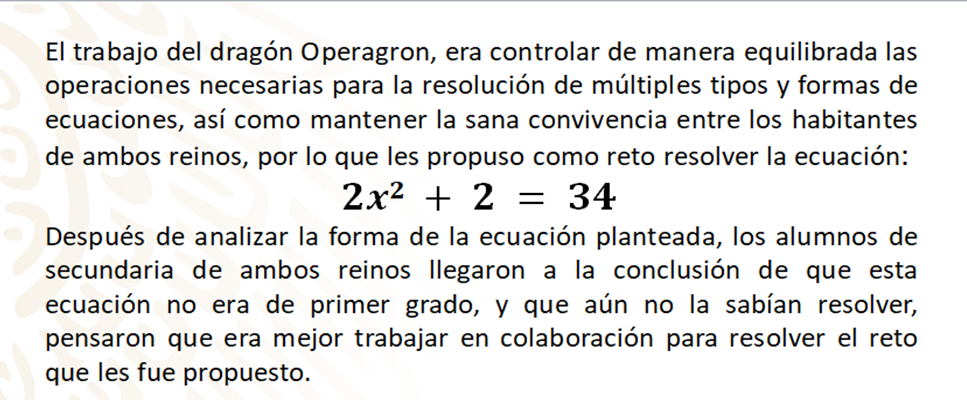 El trabajo del dragón Operagron, era controlar de manera equilibrada las
operaciones necesarias para la resolución de múltiples tipos y formas de
ecuaciones, así como mantener la sana convivencia entre los habitantes
de ambos reinos, por lo que les propuso como reto resolver la ecuación:
2x² + 2 = 34
Después de analizar la forma de la ecuación planteada, los alumnos de
secundaria de ambos reinos llegaron a la conclusión de que esta
ecuación no era de primer grado, y que aún no la sabían resolver,
pensaron que era mejor trabajar en colaboración para resolver el reto
que les fue propuesto.